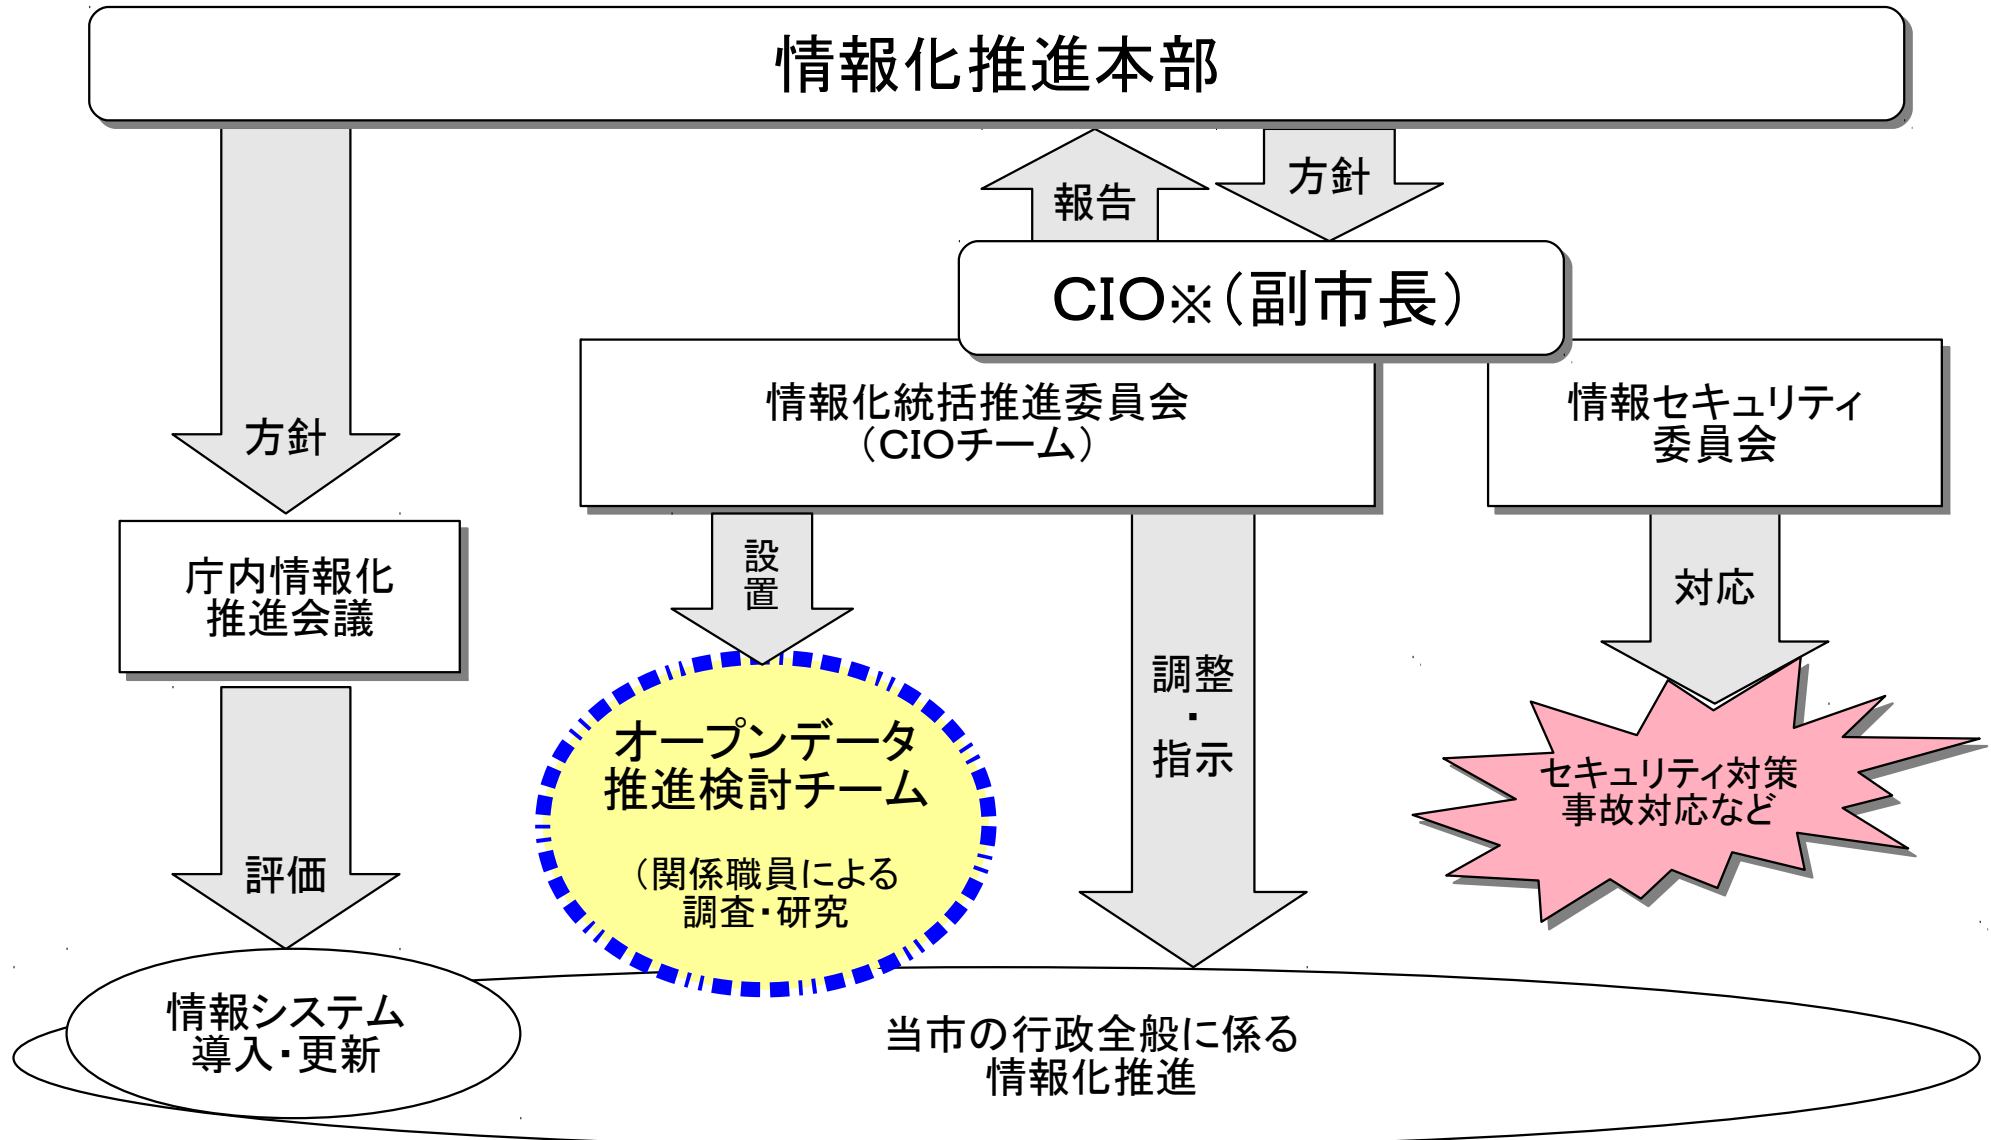 情報化推進本部
報告
方針
CIO※（副市長）
方針
情報化統括推進委員会
（CIOチーム）
情報セキュリティ
委員会
庁内情報化
推進会議
設
置
対応
調整
・
指示
オープンデータ
推進検討チーム
（関係職員による
調査・研究
セキュリティ対策
事故対応など
評価
情報システム
導入・更新
当市の行政全般に係る
情報化推進